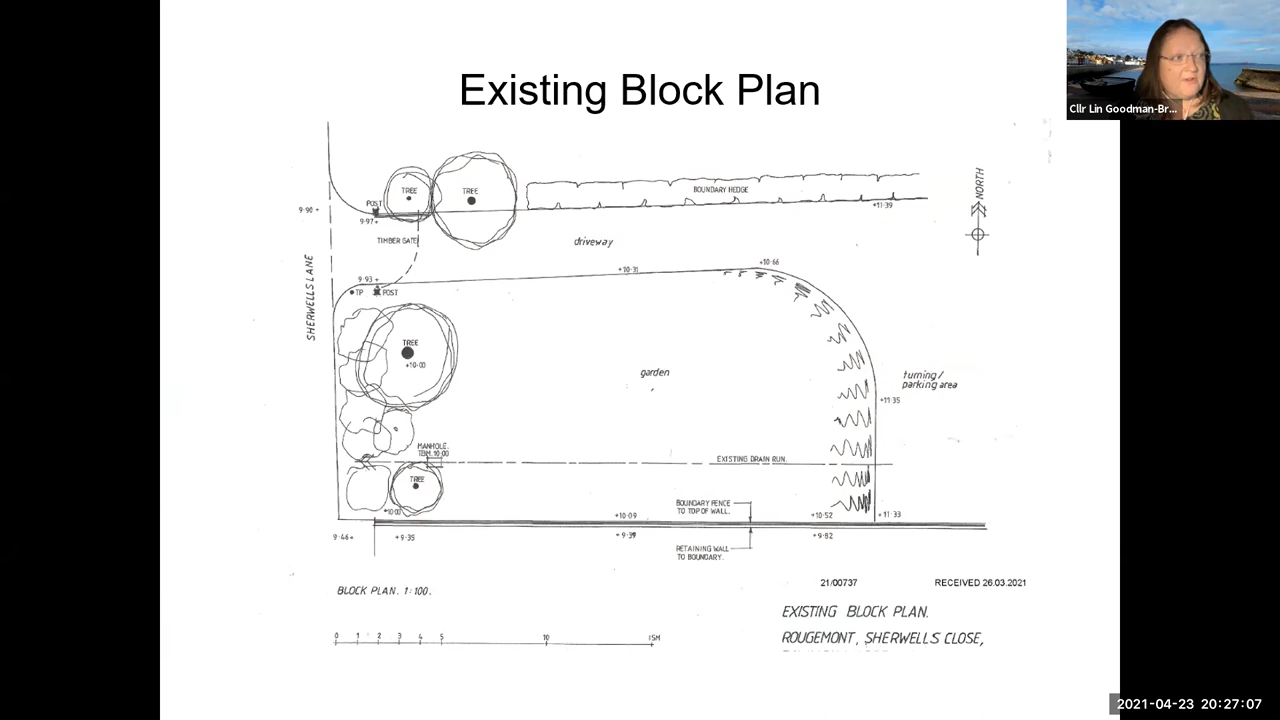 Existing Block Plan
Cllr Lin Goodman-Br...
TREE
TREE
BOUNDARY HEDGE
NORTH
POST
9·90 +
9·97+
+11·39
TIMBER GATE
driveway
SHERWELLS LANE
9·93 +
+10·31
+10·66
TP
POST
TREE
+10·00
garden
turning/
parking area
+11·35
MANHOLE.
TBM.10·00
EXISTING DRAIN RUN.
TREE
+10·00
BOUNDARY FENCE
TO TOP OF WALL.
+10·09
+10·52
+11·33
9·46+
+9·35
+9·39
+9·82
RETAINING WALL
TO BOUNDARY.
21/00737
RECEIVED 26.03.2021
BLOCK PLAN. 1:100.
EXISTING BLOCK PLAN.
ROUGEMONT, SHERWELLS CLOSE,
0 1 2 3 4 5 10 15M
2021-04-23 20:27:07